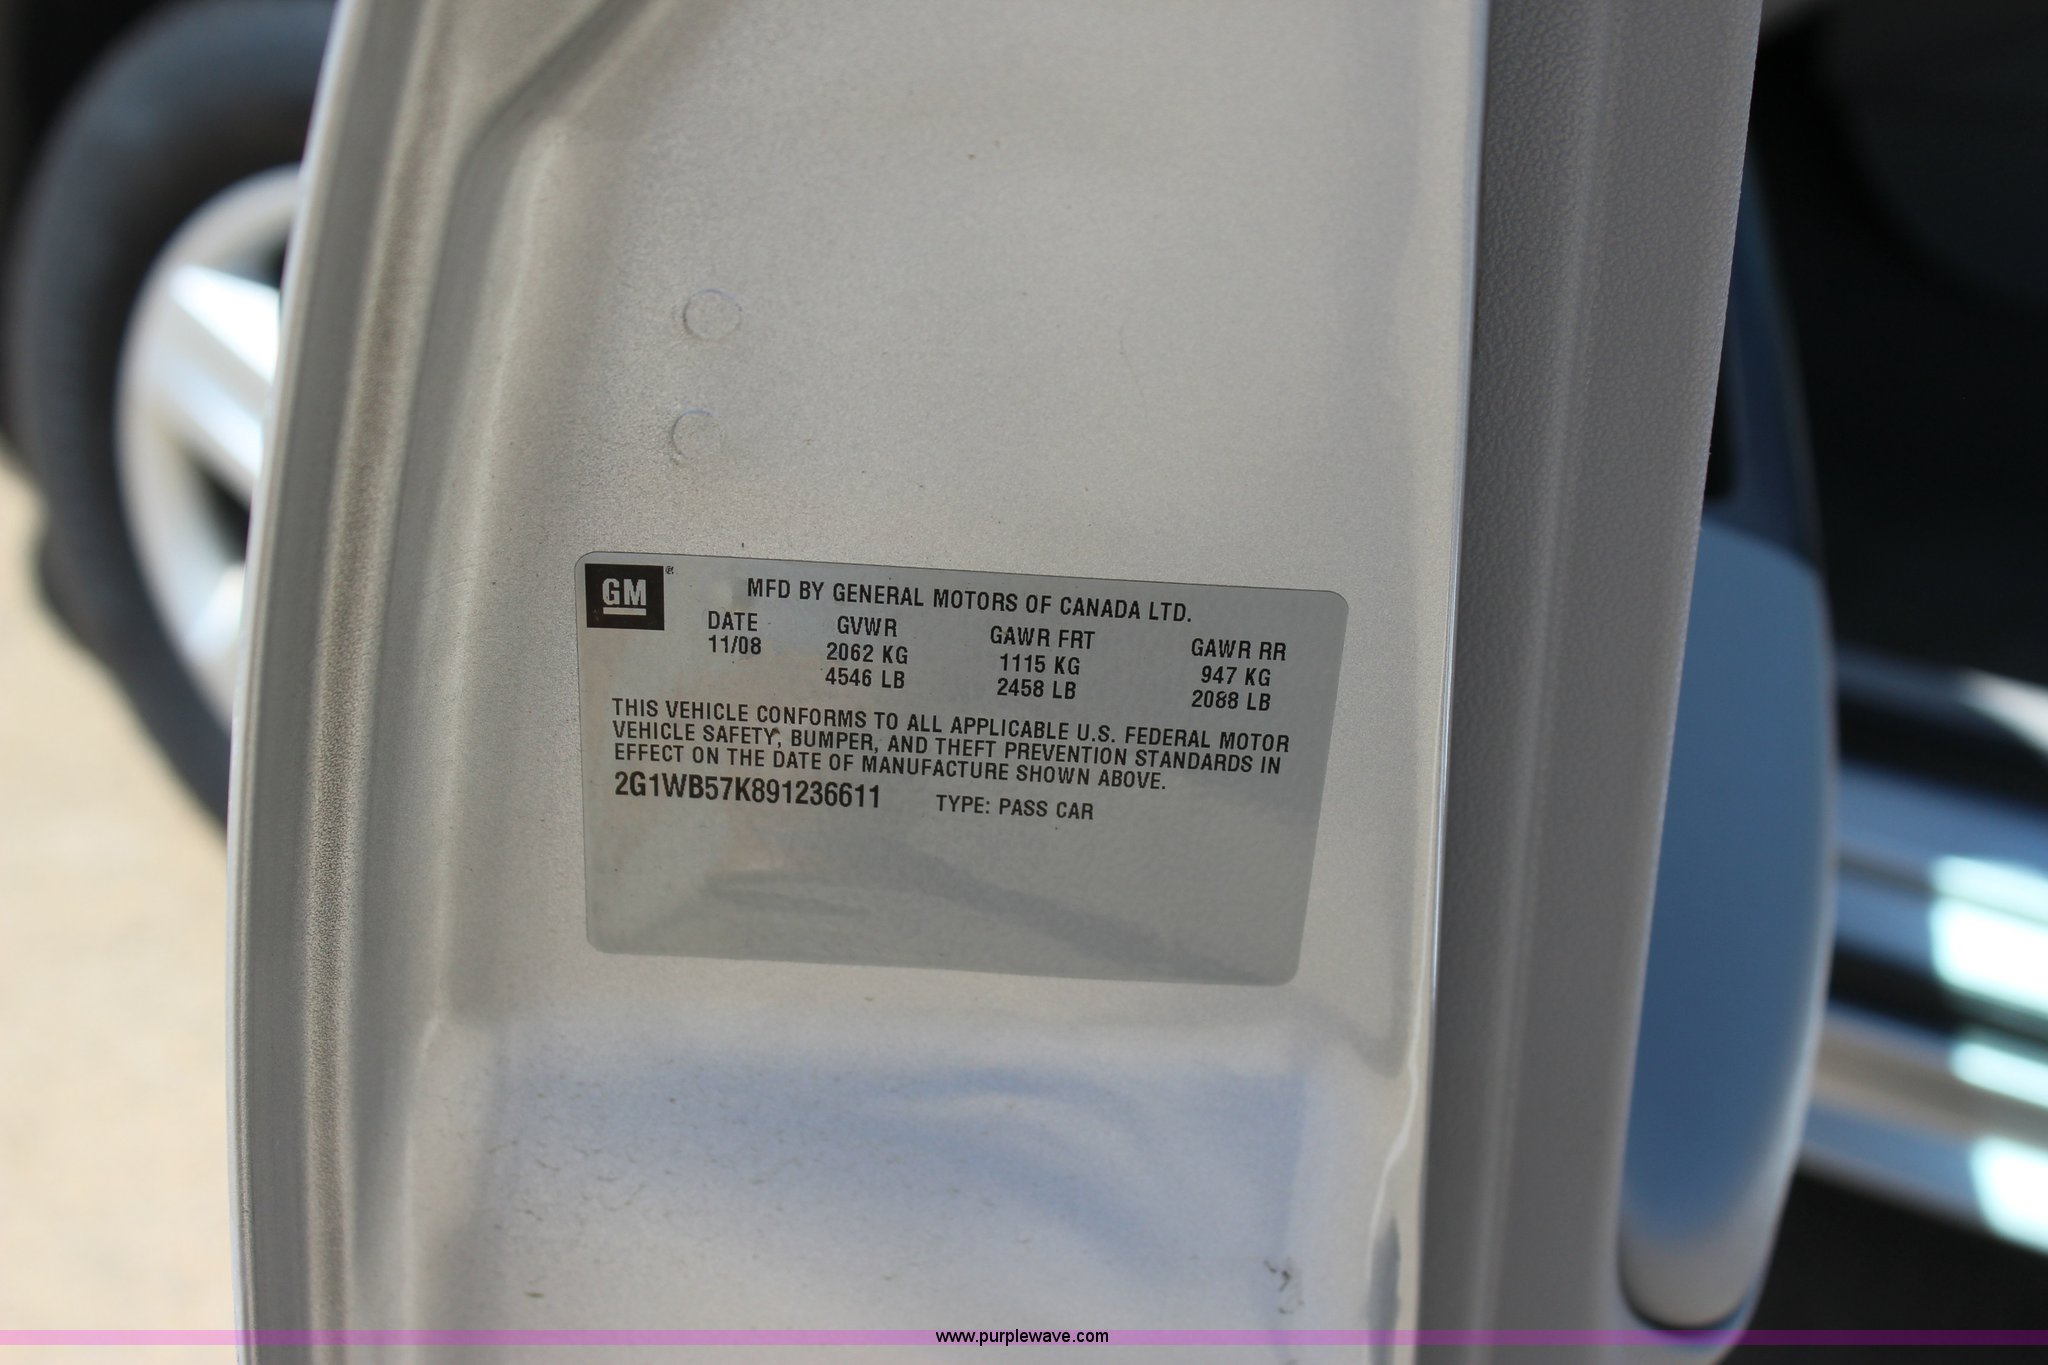 GM ®
MFD BY GENERAL MOTORS OF CANADA LTD.
DATE GVWR GAWR FRT GAWR RR
11/08 2062 KG 1115 KG 947 KG
4546 LB 2458 LB 2088 LB
THIS VEHICLE CONFORMS TO ALL APPLICABLE U.S. FEDERAL MOTOR
VEHICLE SAFETY, BUMPER, AND THEFT PREVENTION STANDARDS IN
EFFECT ON THE DATE OF MANUFACTURE SHOWN ABOVE.
2G1WB57K891236611 TYPE: PASS CAR
www.purplewave.com